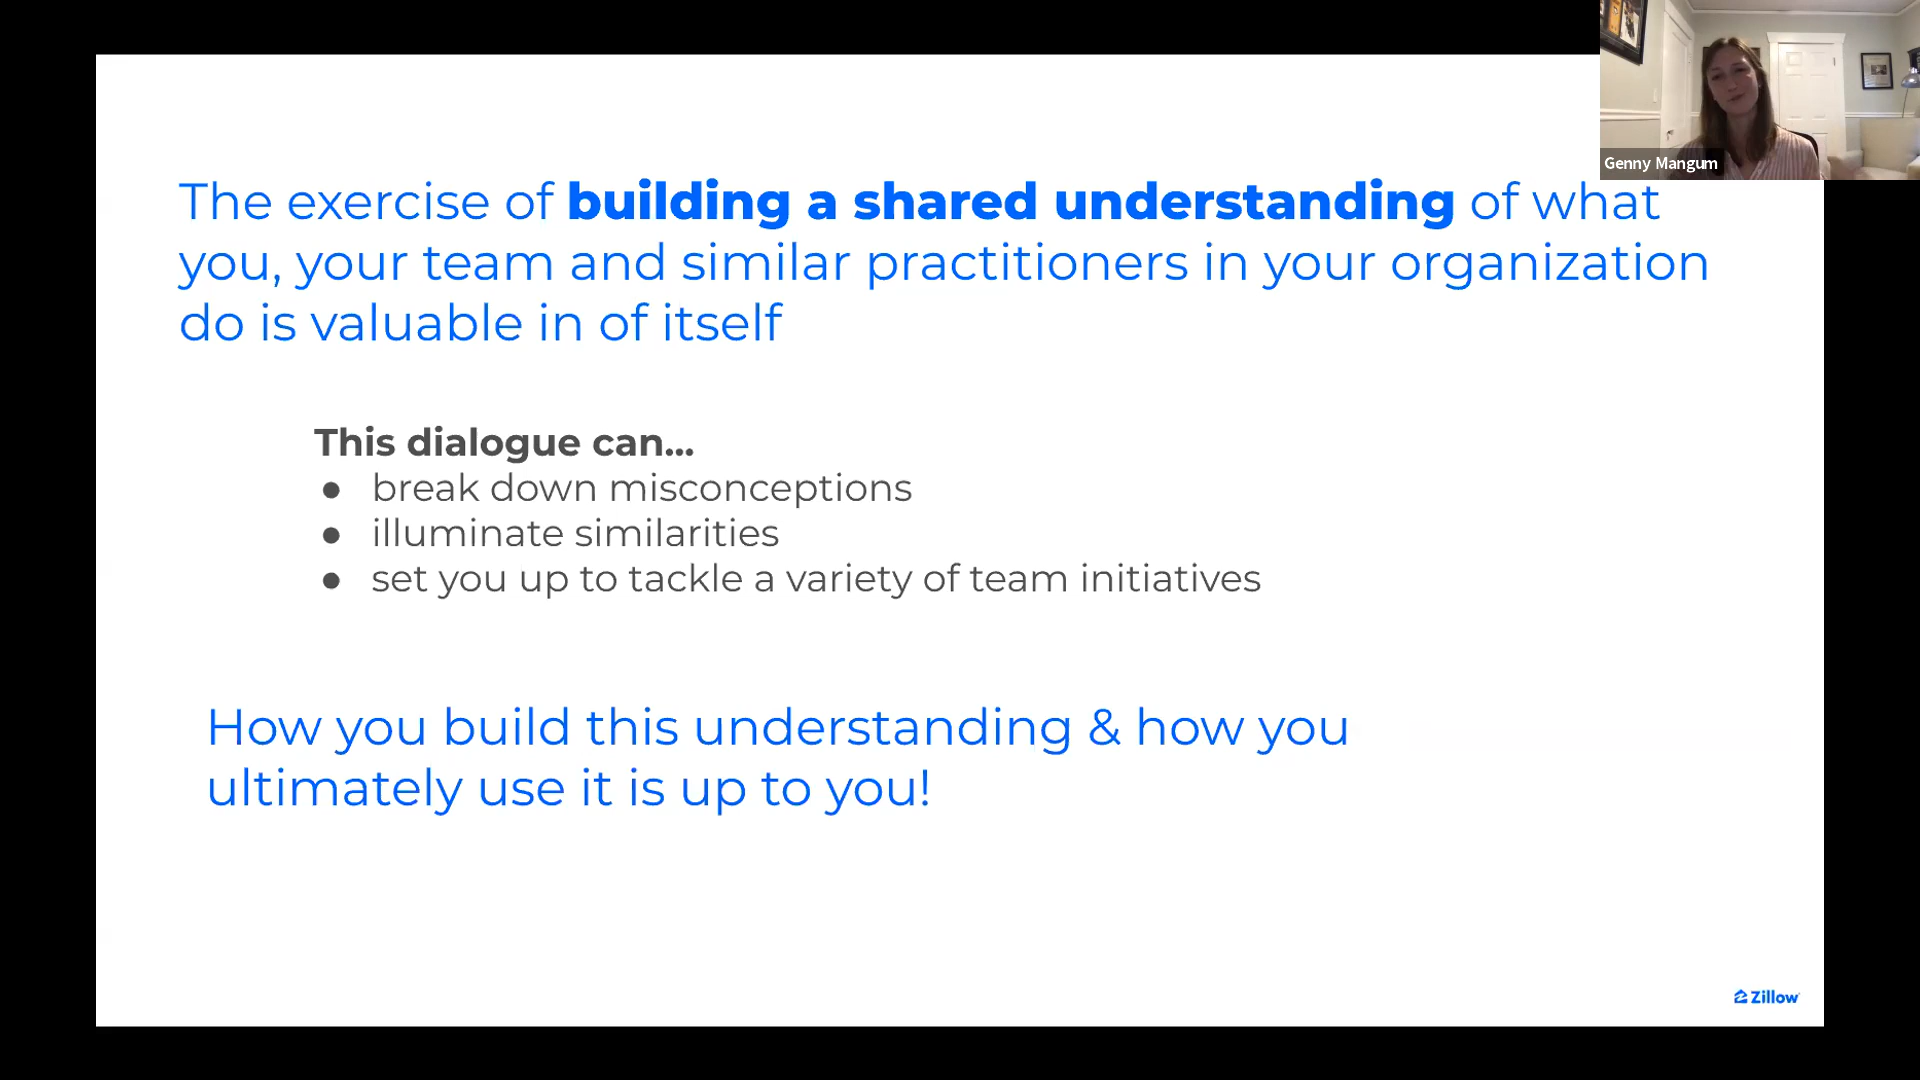 Genny Mangum
The exercise of building a shared understanding of what
you, your team and similar practitioners in your organization
do is valuable in of itself
This dialogue can...
● break down misconceptions
● illuminate similarities
● set you up to tackle a variety of team initiatives
How you build this understanding & how you
ultimately use it is up to you!
Zillow